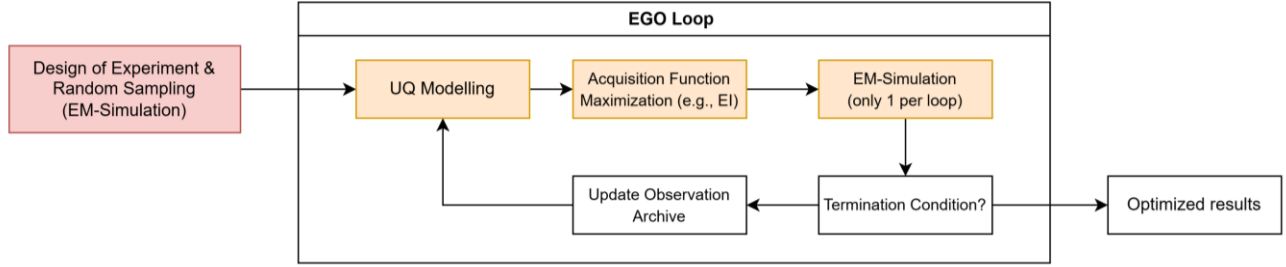 EGO Loop
Design of Experiment &
Random Sampling
(EM-Simulation)
UQ Modelling
Acquisition Function
Maximization (e.g., EI)
EM-Simulation
(only 1 per loop)
Update Observation
Archive
Termination Condition?
Optimized results